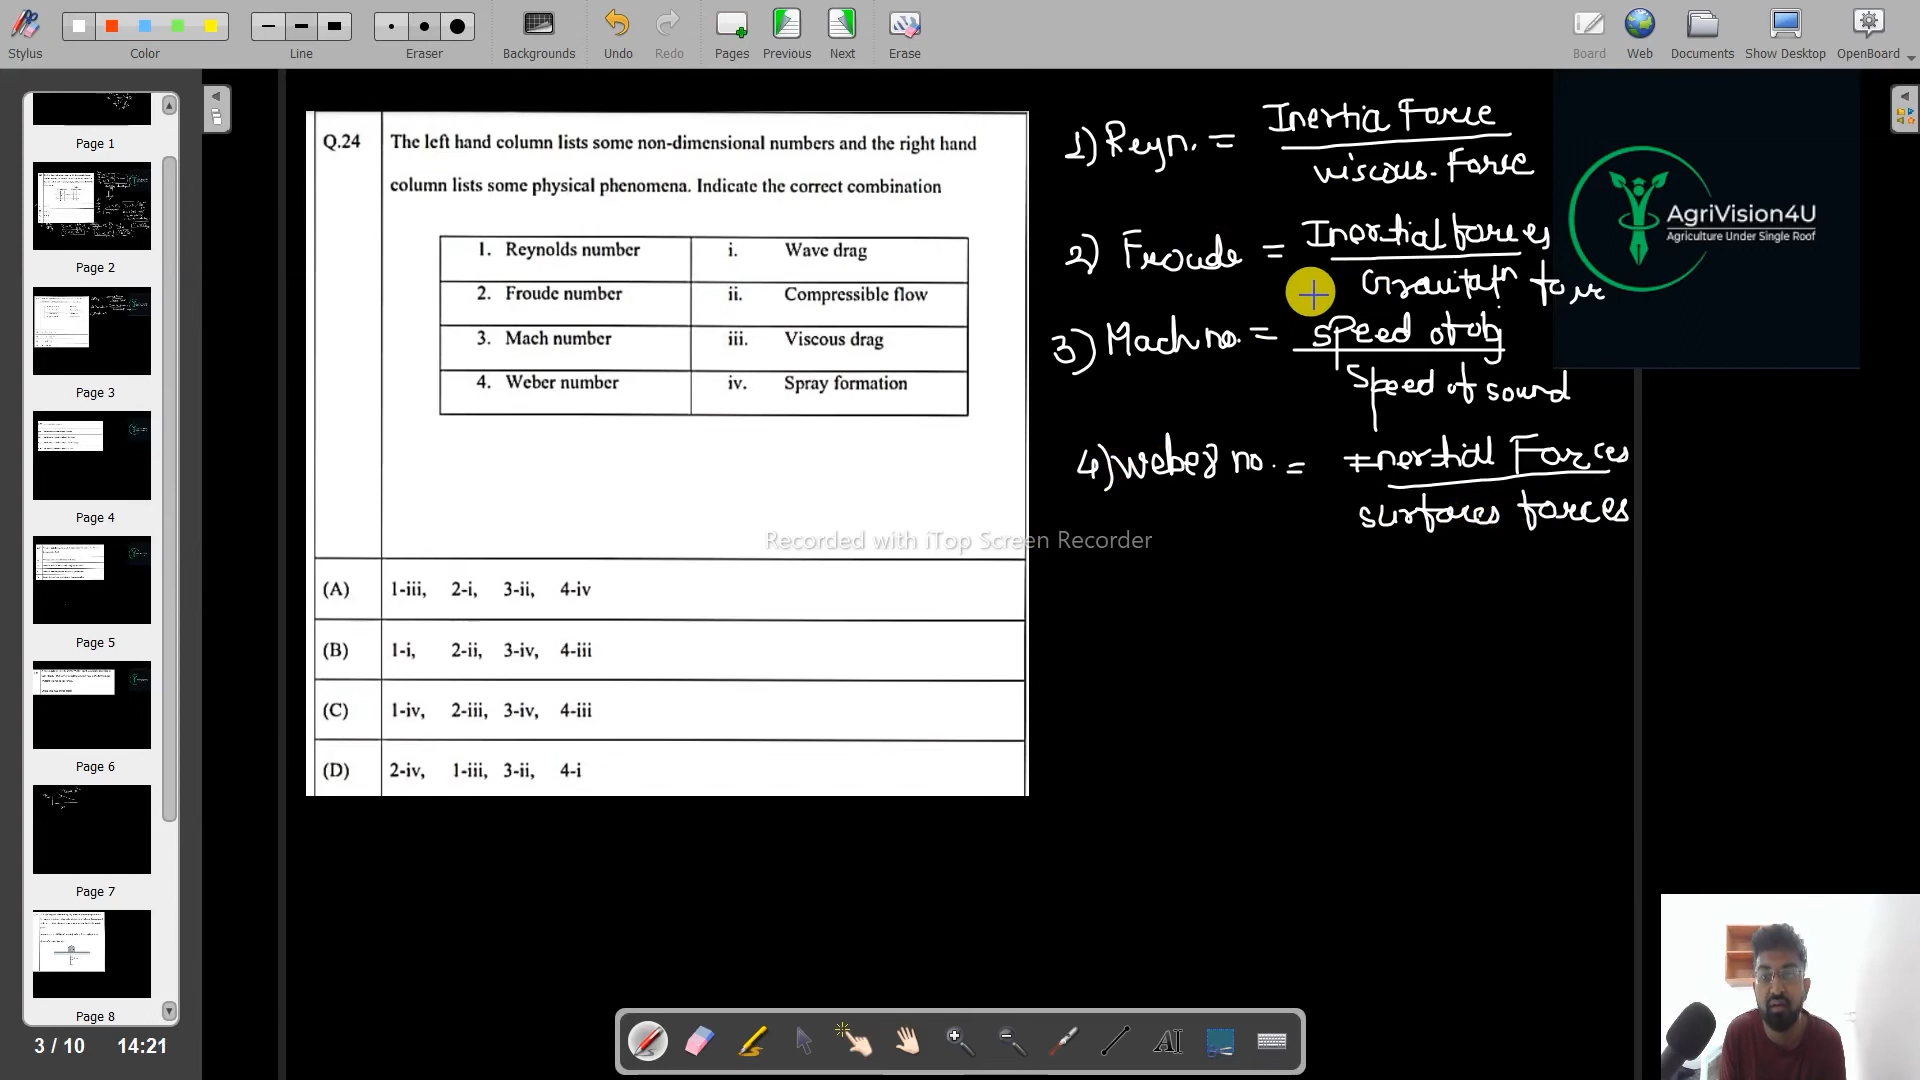 Stylus Color Line Eraser Backgrounds Undo Redo Pages Previous Next Erase Board Web Documents Show Desktop OpenBoard
Page 1
Page 2
Page 3
Page 4
Page 5
Page 6
Page 7
Page 8
3 / 10 14:21
Q.24 The left hand column lists some non-dimensional numbers and the right hand
column lists some physical phenomena. Indicate the correct combination
1. Reynolds number i. Wave drag
2. Froude number ii. Compressible flow
3. Mach number iii. Viscous drag
4. Weber number iv. Spray formation
(A) 1-iii, 2-i, 3-ii, 4-iv
(B) 1-i, 2-ii, 3-iv, 4-iii
(C) 1-iv, 2-iii, 3-iv, 4-iii
(D) 2-iv, 1-iii, 3-ii, 4-i
1) Reyn. = Inertia Force
viscous. Force
2) Froude = Inertial forces
Gravitatn force
3) Mach no. = speed of obj
Speed of sound
4) Weber no. = Inertial Forces
surfaces forces
AgriVision4U
Agriculture Under Single Roof
Recorded with iTop Screen Recorder